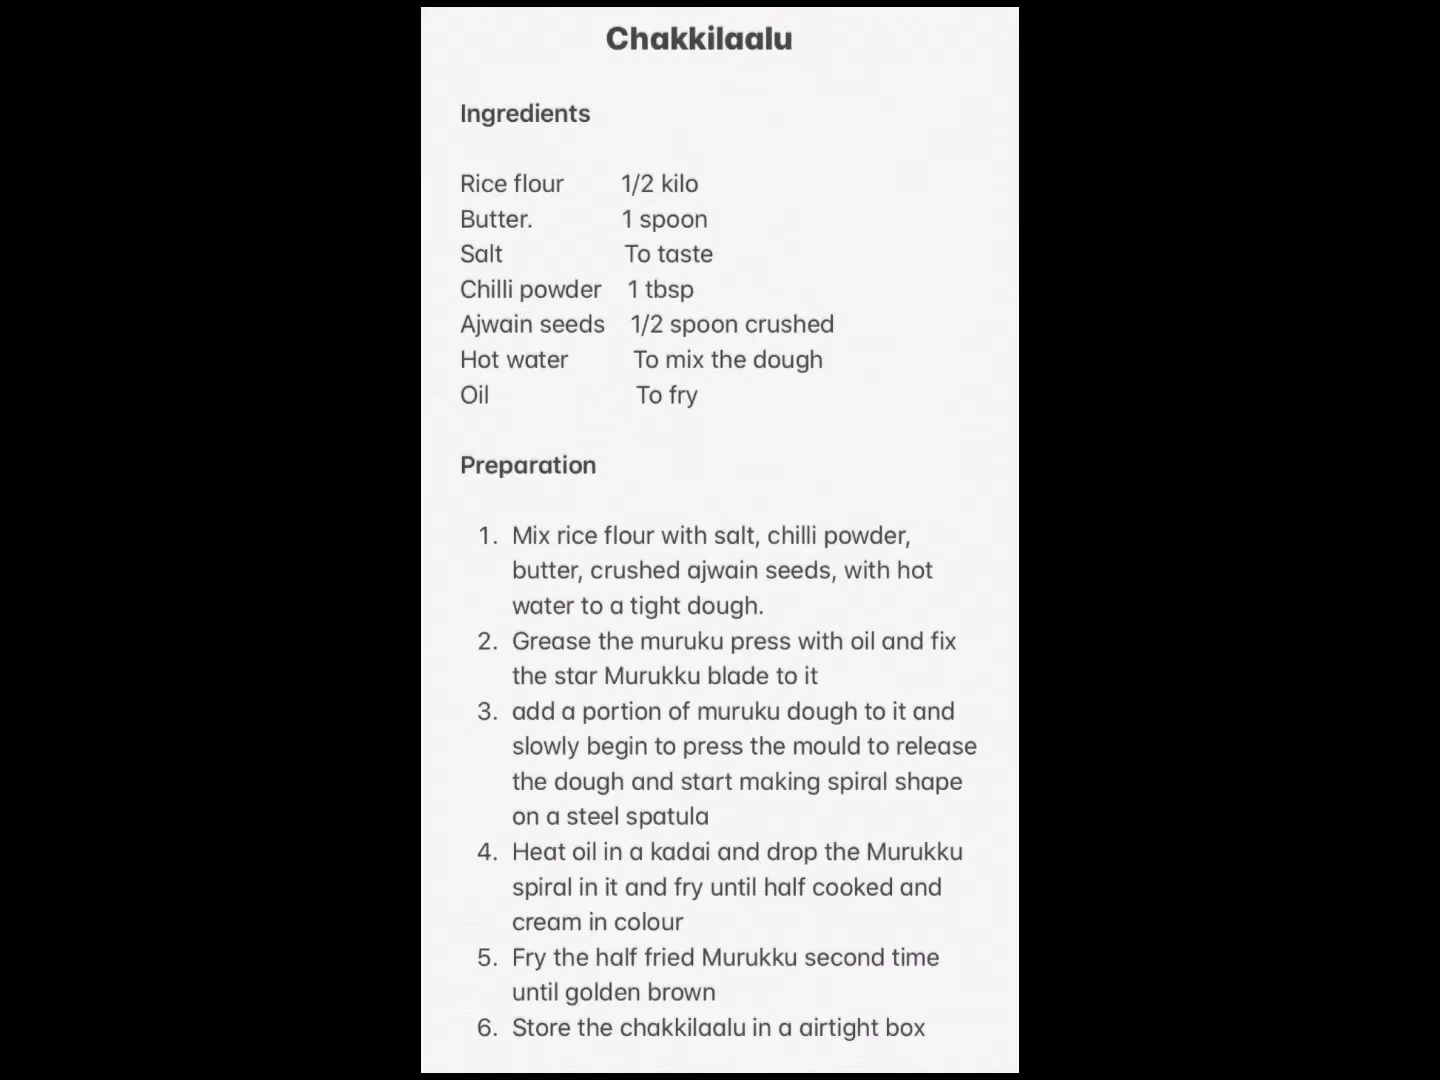 Chakkilaalu
Ingredients
Rice flour 1/2 kilo
Butter. 1 spoon
Salt To taste
Chilli powder 1 tbsp
Ajwain seeds 1/2 spoon crushed
Hot water To mix the dough
Oil To fry
Preparation
1. Mix rice flour with salt, chilli powder,
butter, crushed ajwain seeds, with hot
water to a tight dough.
2. Grease the muruku press with oil and fix
the star Murukku blade to it
3. add a portion of muruku dough to it and
slowly begin to press the mould to release
the dough and start making spiral shape
on a steel spatula
4. Heat oil in a kadai and drop the Murukku
spiral in it and fry until half cooked and
cream in colour
5. Fry the half fried Murukku second time
until golden brown
6. Store the chakkilaalu in a airtight box